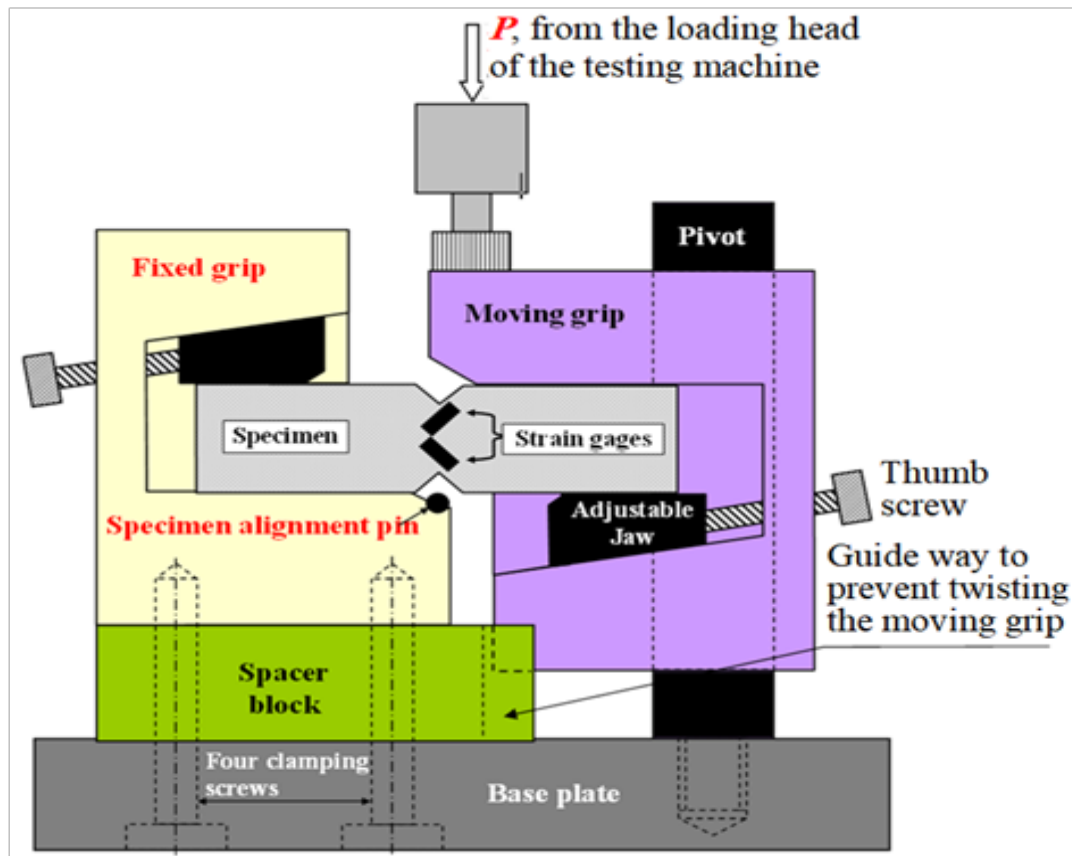 P, from the loading head
of the testing machine
Pivot
Fixed grip
Moving grip
Specimen
Strain gages
Thumb
screw
Specimen alignment pin
Adjustable
Jaw
Guide way to
prevent twisting
the moving grip
Spacer
block
Four clamping
screws
Base plate